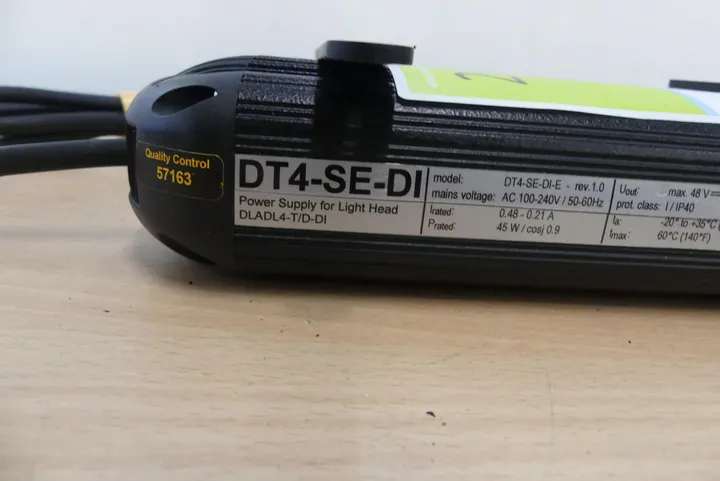 Quality Control
57163
DT4-SE-DI
Power Supply for Light Head
DLADL4-T/D-DI
model: DT4-SE-DI-E - rev.1.0
mains voltage: AC 100-240V / 50-60Hz
Irated: 0.48 - 0.21 A
Prated: 45 W / cosj 0.9
Uout: max. 48 V
prot. class: I / IP40
ta: -20° to +35°C
tmax: 60°C (140°F)
2